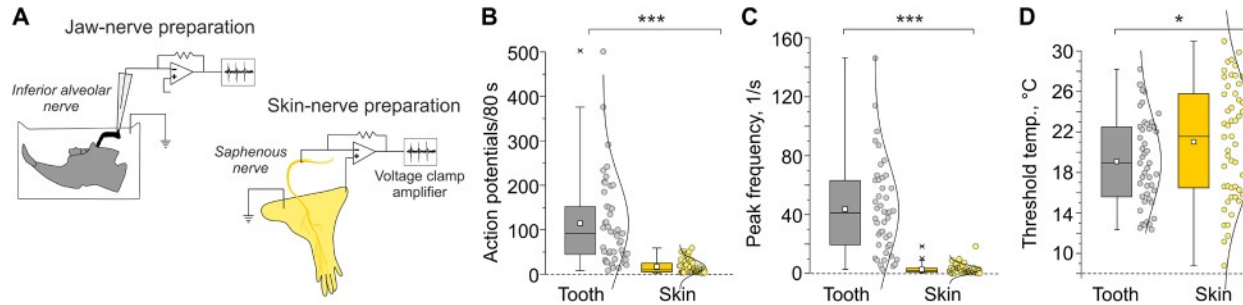 A
Jaw-nerve preparation
Inferior alveolar
nerve
Skin-nerve preparation
Saphenous
nerve
Voltage clamp
amplifier
B
***
Action potentials/80 s
500
400
300
200
100
0
Tooth Skin
C
***
Peak frequency, 1/s
160
120
80
40
0
Tooth Skin
D
*
Threshold temp., °C
30
26
22
18
14
8
Tooth Skin